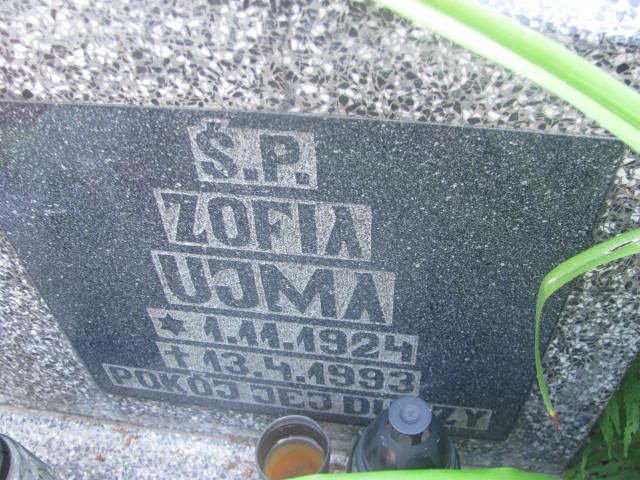 Ś.P.
ZOFIA
UJMA
* 1.11.1924
† 13.4.1993
POKÓJ JEJ DUSZY